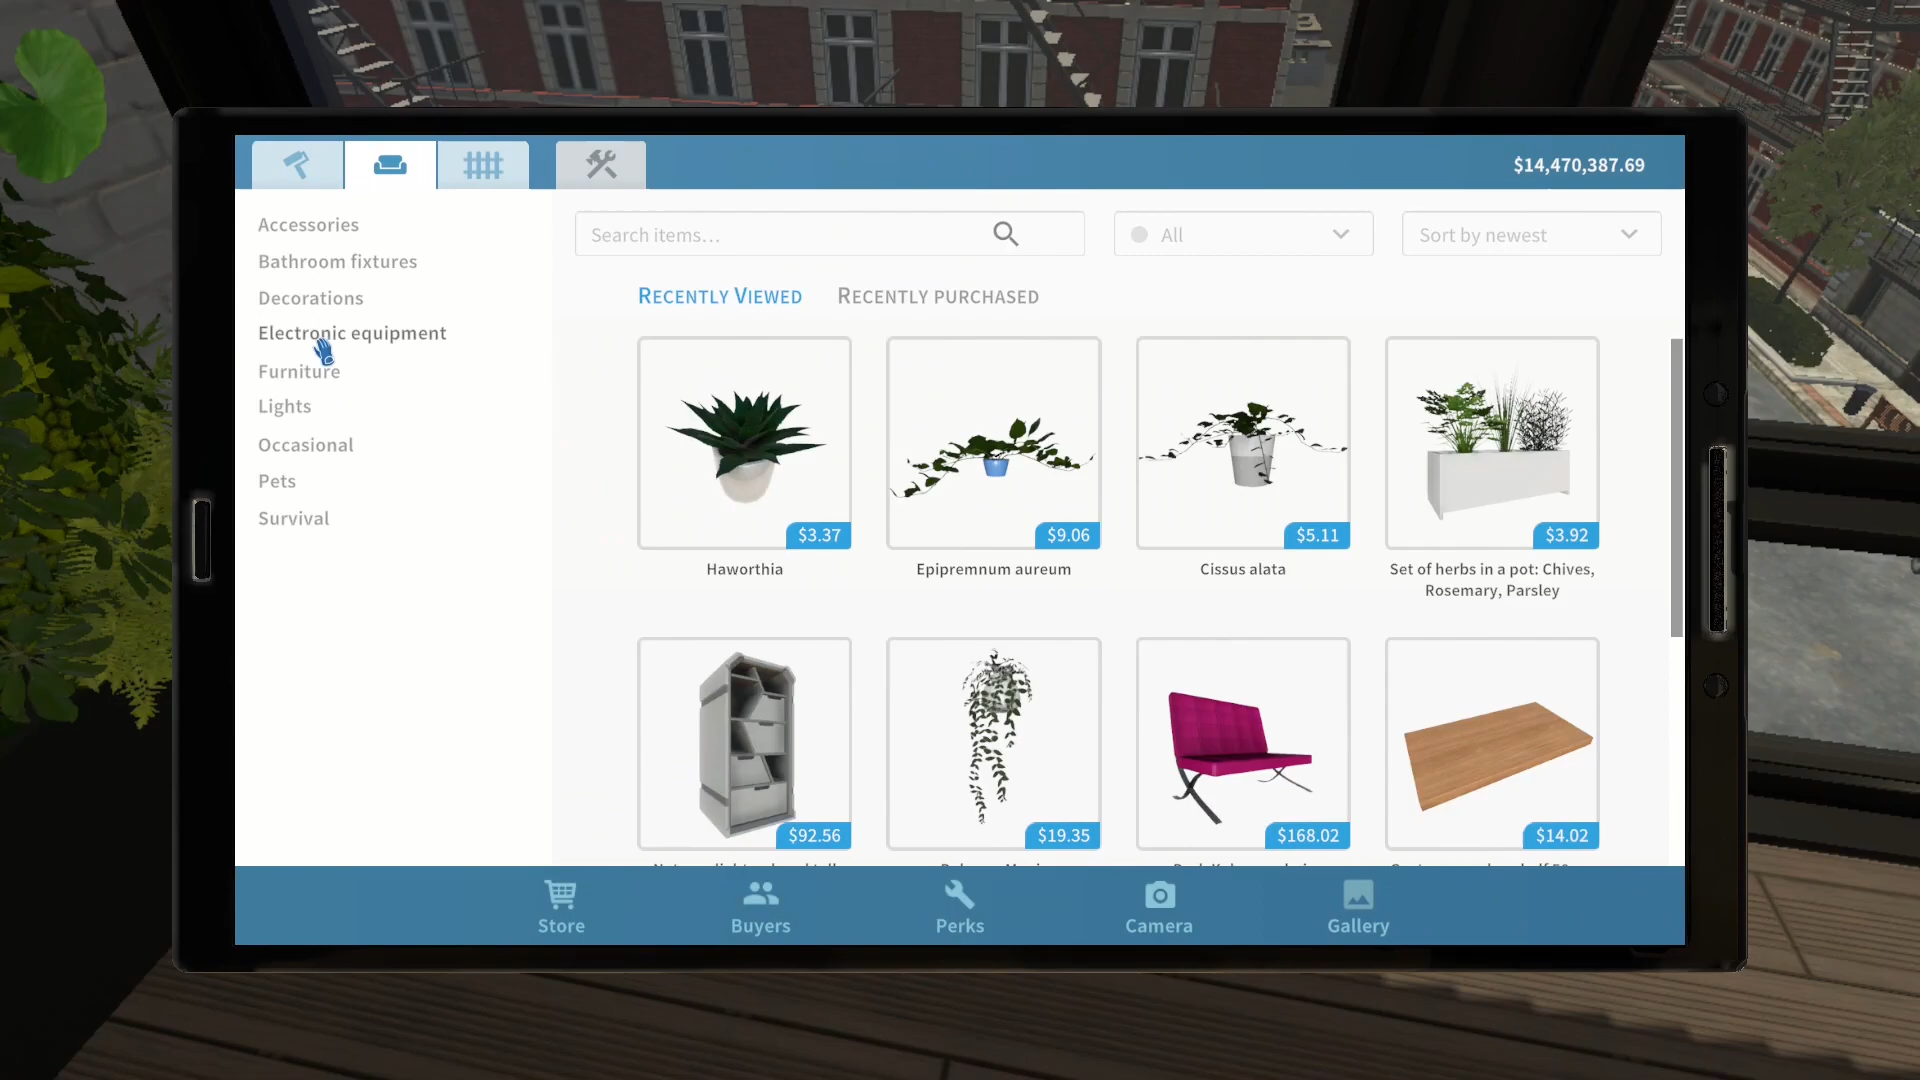 $14,470,387.69
Accessories
Bathroom fixtures
Decorations
Electronic equipment
Furniture
Lights
Occasional
Pets
Survival
Search items...
All
Sort by newest
RECENTLY VIEWED
RECENTLY PURCHASED
$3.37
$9.06
$5.11
$3.92
Haworthia
Epipremnum aureum
Cissus alata
Set of herbs in a pot: Chives,
Rosemary, Parsley
$92.56
$19.35
$168.02
$14.02
Store
Buyers
Perks
Camera
Gallery